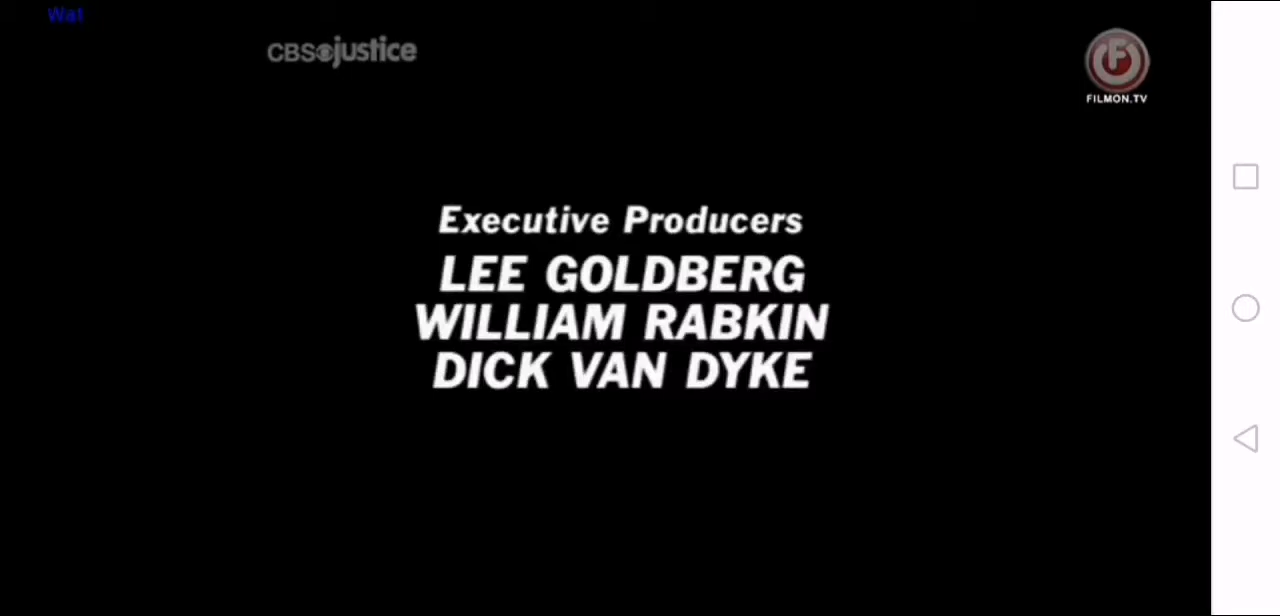 Wat
CBS justice
FILMON.TV
Executive Producers
LEE GOLDBERG
WILLIAM RABKIN
DICK VAN DYKE